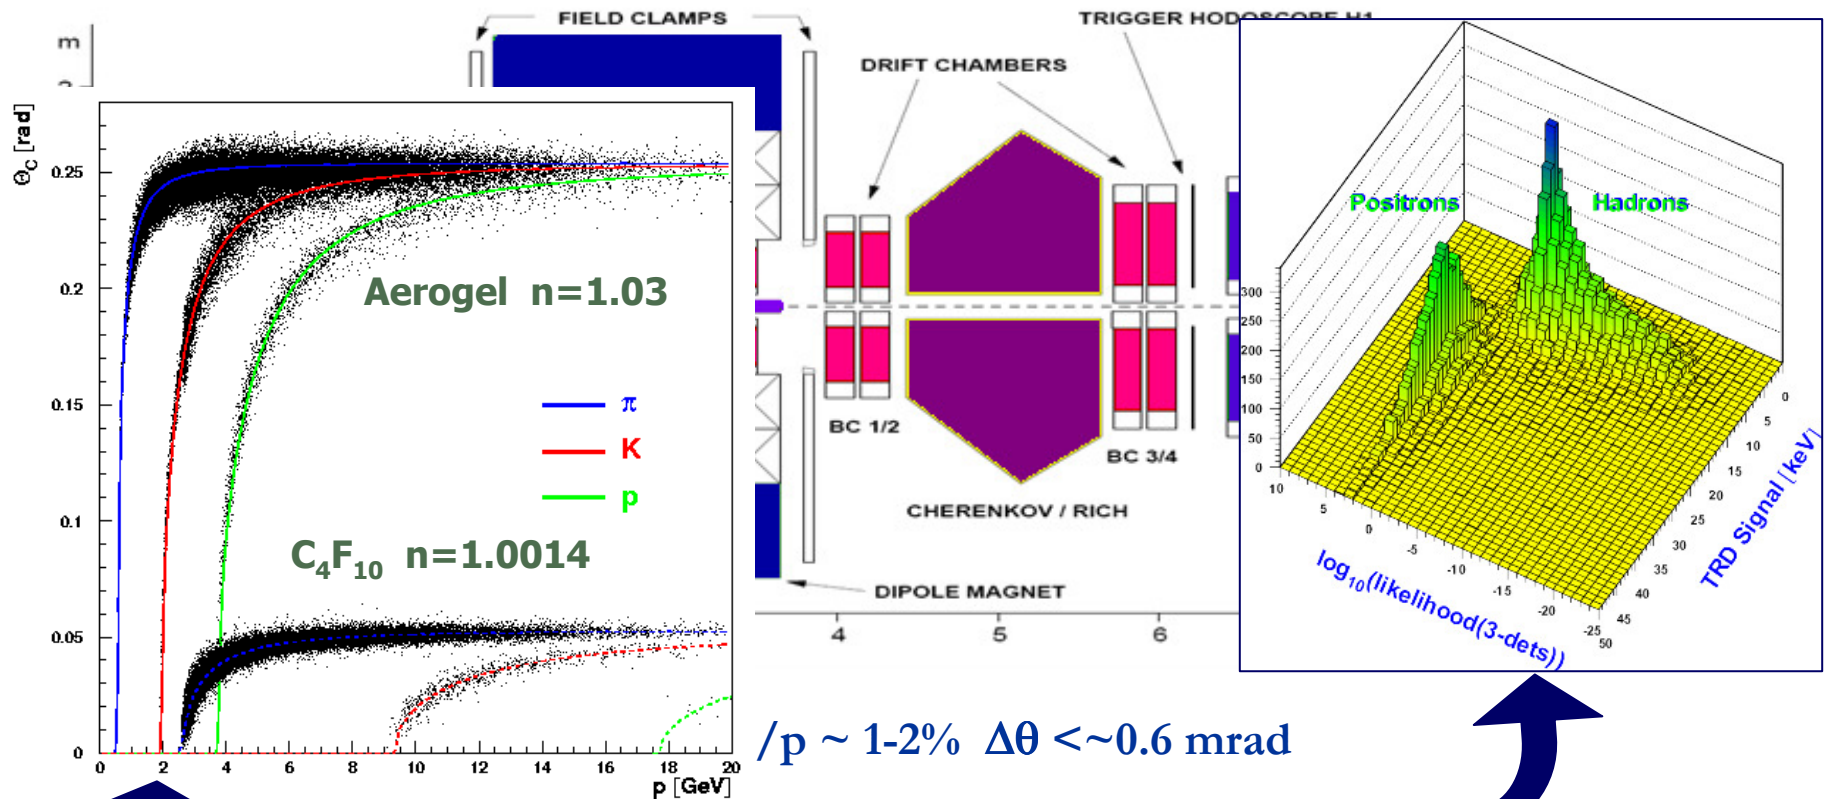 FIELD CLAMPS
TRIGGER HODOSCOPE H1
m
DRIFT CHAMBERS
Θ_C [rad]
0.25
0.2
0.15
0.1
0.05
0
Aerogel n=1.03
π
K
p
C₄F₁₀ n=1.0014
0 2 4 6 8 10 12 14 16 18 20
p [GeV]
BC 1/2
BC 3/4
CHERENKOV / RICH
DIPOLE MAGNET
4 5 6
/p ~ 1-2% Δθ <~0.6 mrad
Positrons
Hadrons
300
250
200
150
100
50
0
10 5 0 -5 -10 -15 -20 -25
log₁₀(likelihood(3-dets))
0 5 10 15 20 25 30 35 40 45 50
TRD Signal [keV]